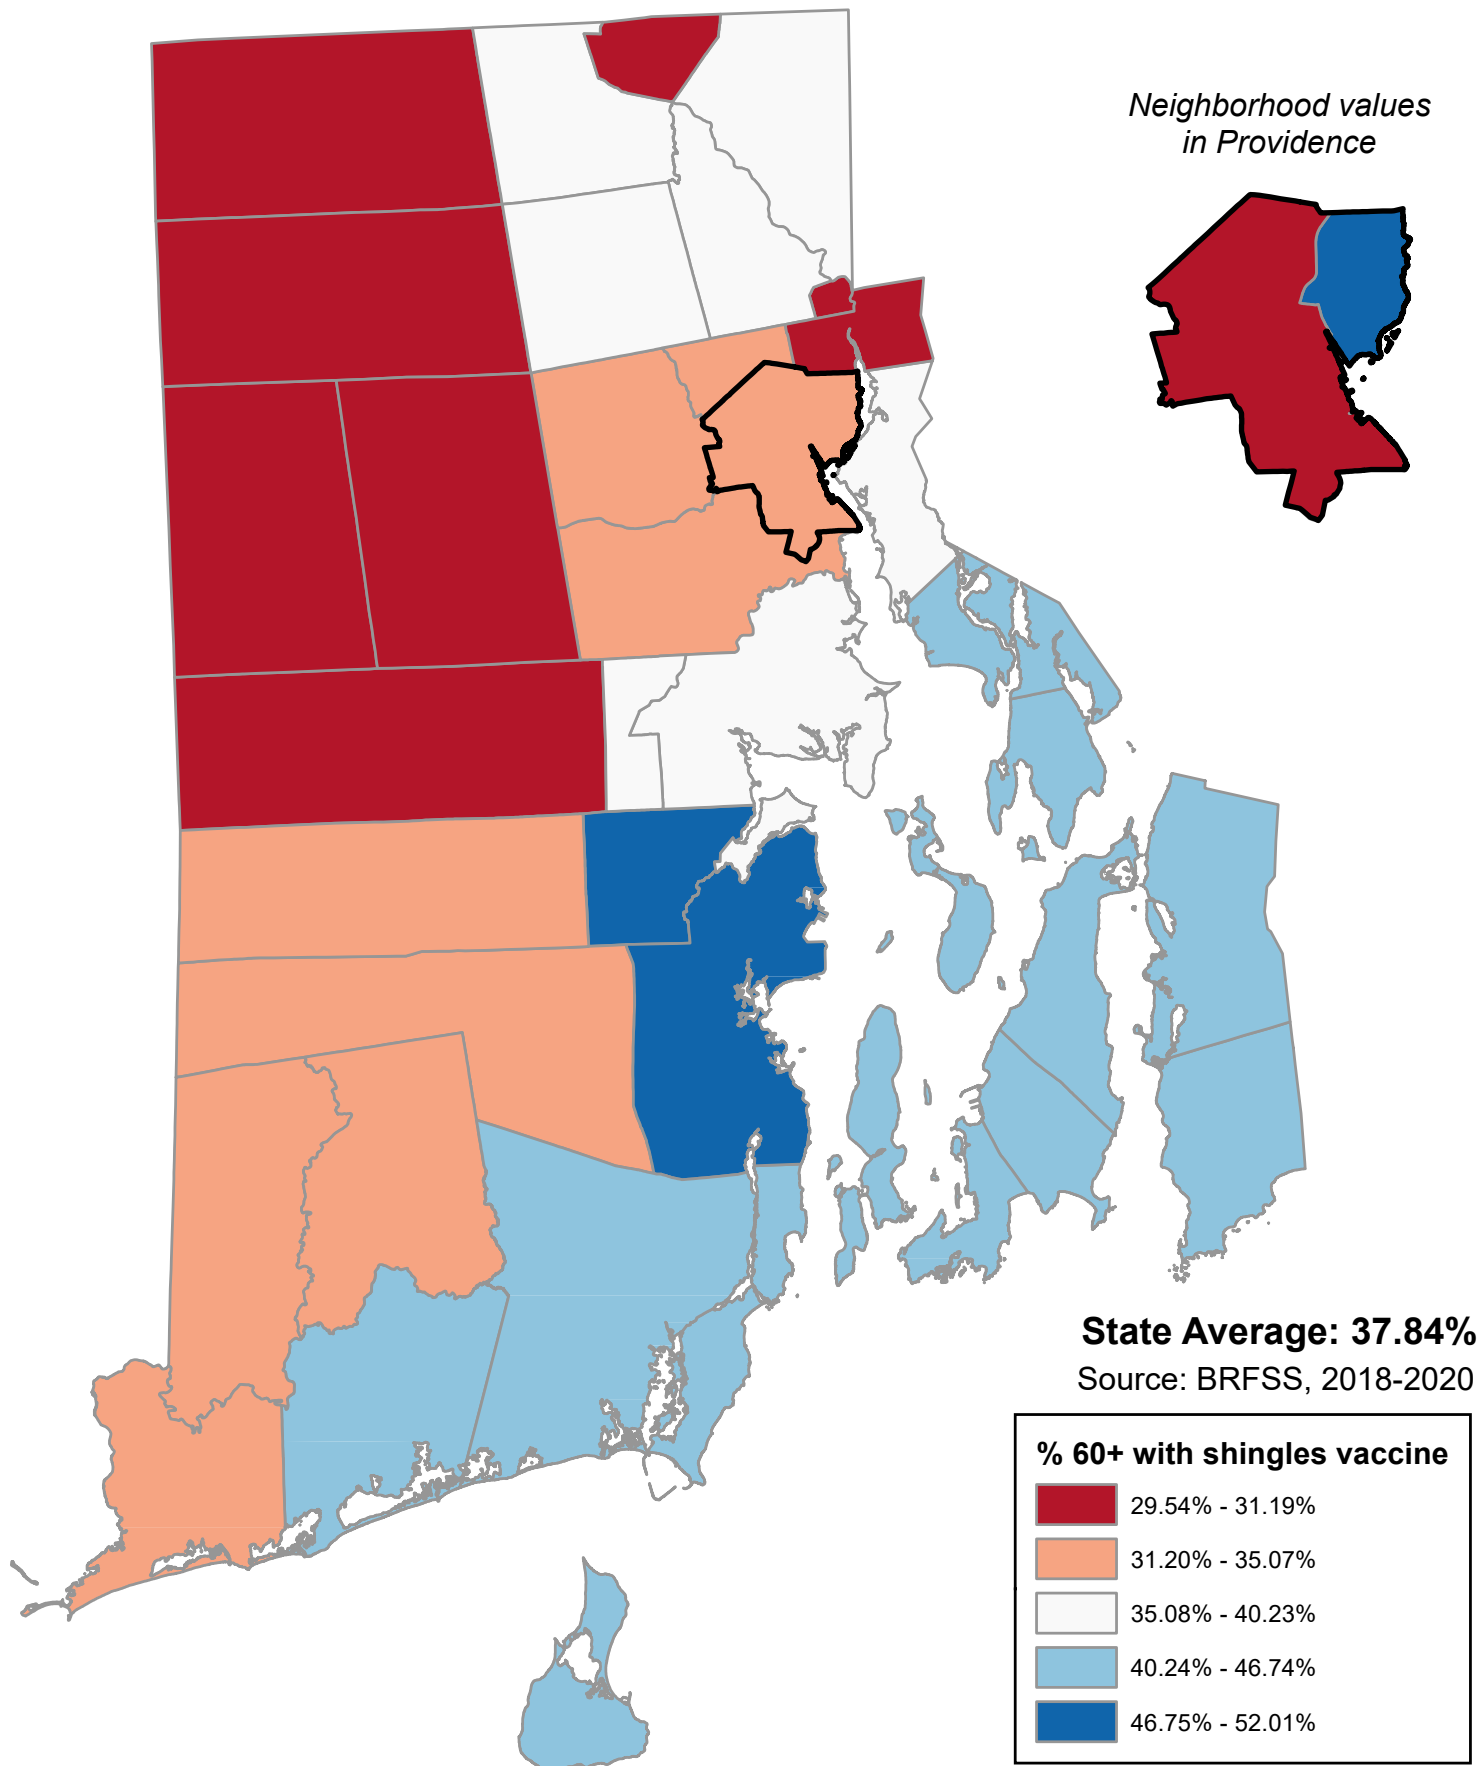 Neighborhood values
in Providence
State Average: 37.84%
Source: BRFSS, 2018-2020
% 60+ with shingles vaccine
29.54% - 31.19%
31.20% - 35.07%
35.08% - 40.23%
40.24% - 46.74%
46.75% - 52.01%